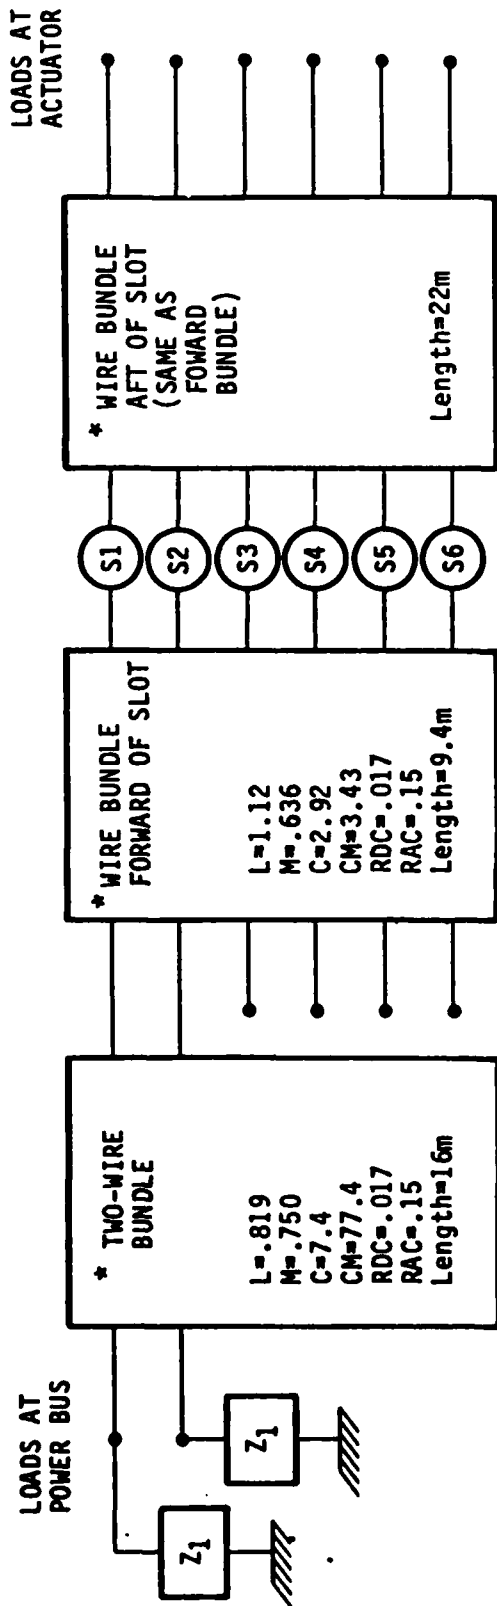 LOADS AT
POWER BUS
Z1
Z1
* TWO-WIRE
BUNDLE
L=.819
M=.750
C=7.4
CM=77.4
RDC=.017
RAC=.15
Length=16m
* WIRE BUNDLE
FORWARD OF SLOT
L=1.12
M=.636
C=2.92
CM=3.43
RDC=.017
RAC=.15
Length=9.4m
S1
S2
S3
S4
S5
S6
* WIRE BUNDLE
AFT OF SLOT
(SAME AS
FOWARD
BUNDLE)
Length=22m
LOADS AT
ACTUATOR